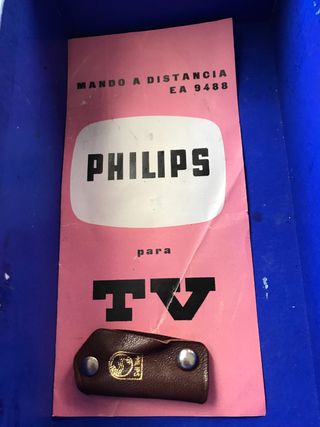 MANDO A DISTANCIA
EA 9488
PHILIPS
para
TV